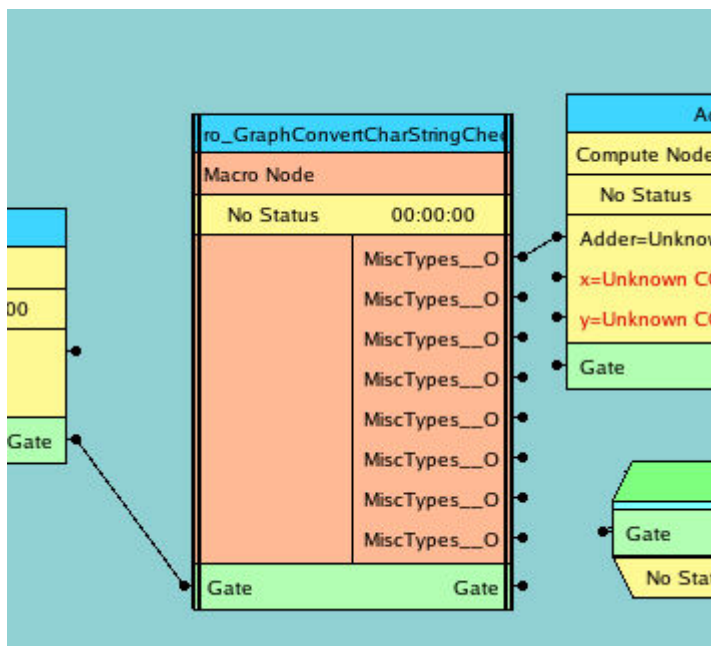 ro_GraphConvertCharStringChe
Macro Node
No Status 00:00:00
MiscTypes__O
MiscTypes__O
MiscTypes__O
MiscTypes__O
MiscTypes__O
MiscTypes__O
MiscTypes__O
MiscTypes__O
Gate Gate
00
Gate
A
Compute Node
No Status
Adder=Unknow
x=Unknown C
y=Unknown C
Gate
Gate
No Sta